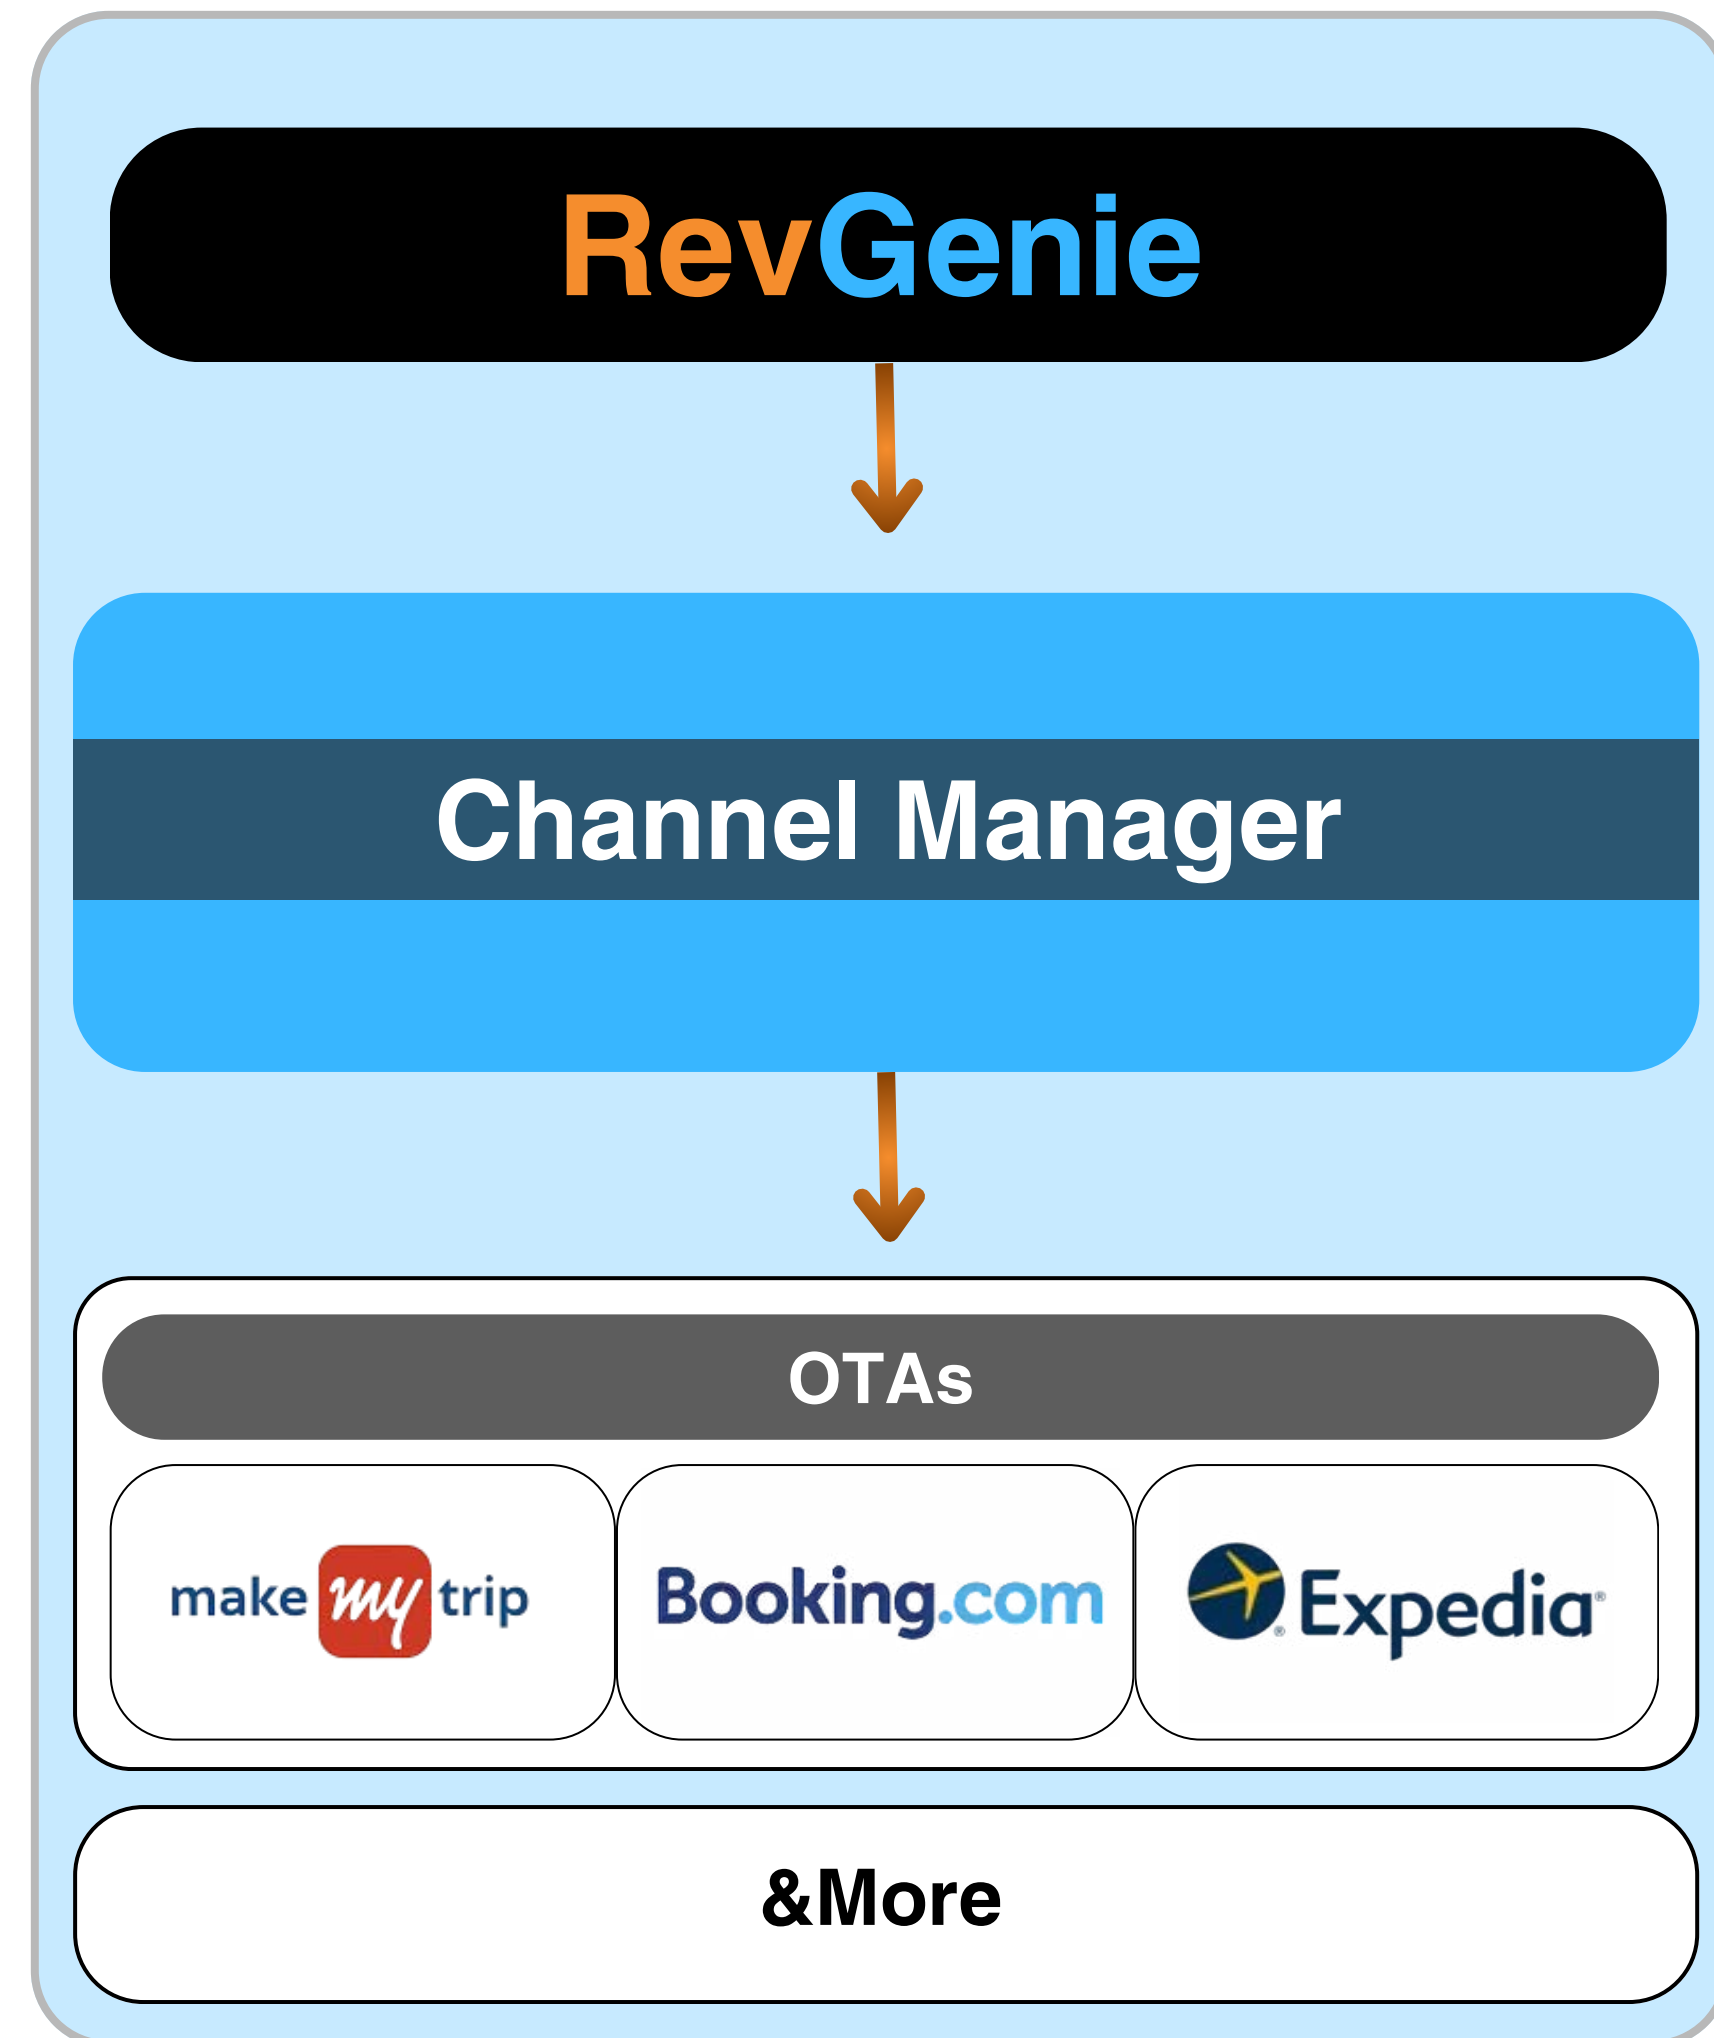 RevGenie
Channel Manager
OTAs
make my trip
Booking.com
Expedia®
&More